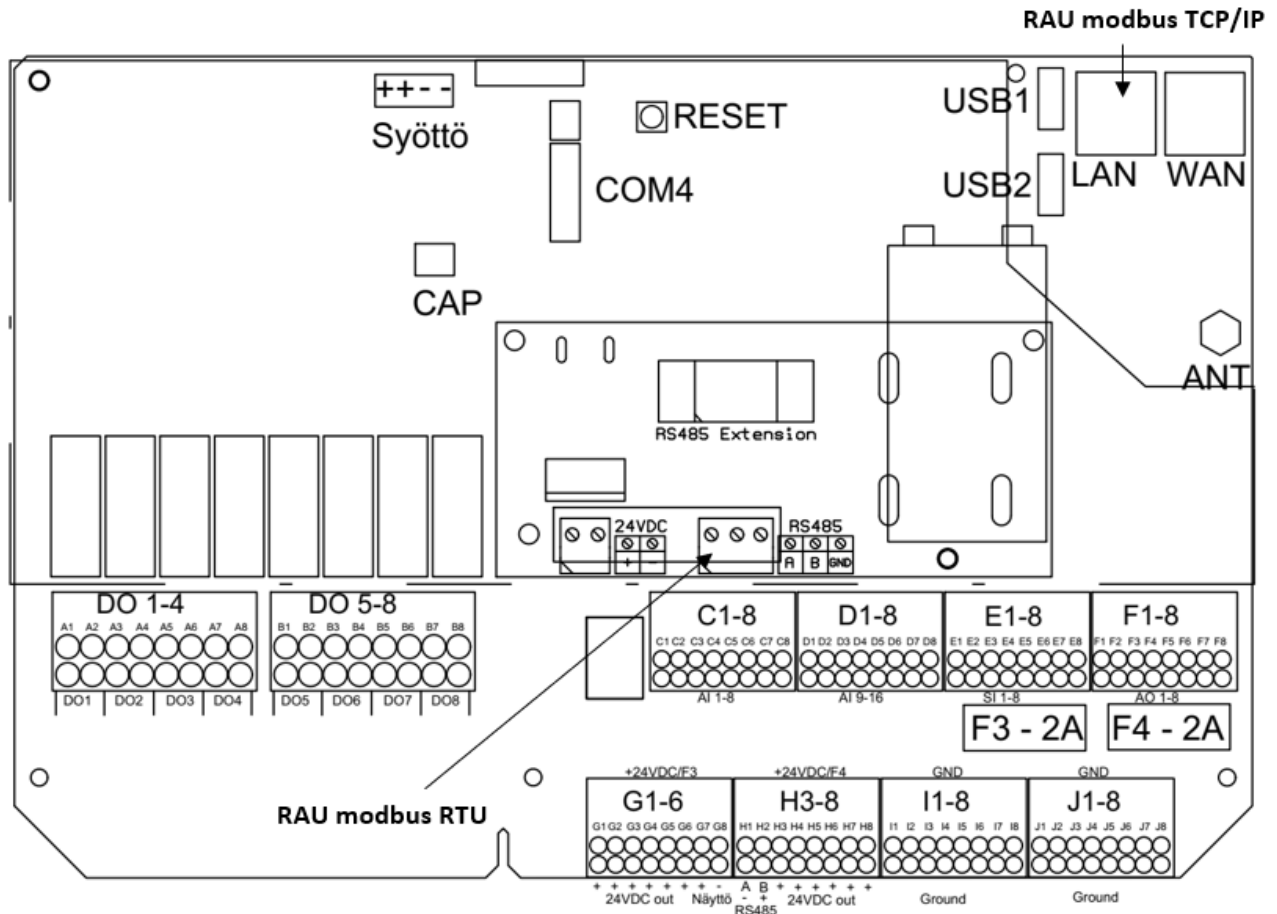 RAU modbus TCP/IP
++--
Syöttö
RESET
COM4
CAP
USB1
USB2
LAN
WAN
ANT
RS485 Extension
24VDC
+ -
RS485
A B GND
DO 1-4
A1 A2 A3 A4 A5 A6 A7 A8
DO1 DO2 DO3 DO4
DO 5-8
B1 B2 B3 B4 B5 B6 B7 B8
DO5 DO6 DO7 DO8
C1-8
C1 C2 C3 C4 C5 C6 C7 C8
AI 1-8
D1-8
D1 D2 D3 D4 D5 D6 D7 D8
AI 9-16
E1-8
E1 E2 E3 E4 E5 E6 E7 E8
SI 1-8
F1-8
F1 F2 F3 F4 F5 F6 F7 F8
AO 1-8
F3 - 2A
F4 - 2A
RAU modbus RTU
+24VDC/F3
G1-6
G1 G2 G3 G4 G5 G6 G7 G8
+ + + + + + + -
24VDC out Näyttö
+24VDC/F4
H3-8
H1 H2 H3 H4 H5 H6 H7 H8
A B + + + + + +
- + 24VDC out
RS485
GND
I1-8
I1 I2 I3 I4 I5 I6 I7 I8
Ground
GND
J1-8
J1 J2 J3 J4 J5 J6 J7 J8
Ground